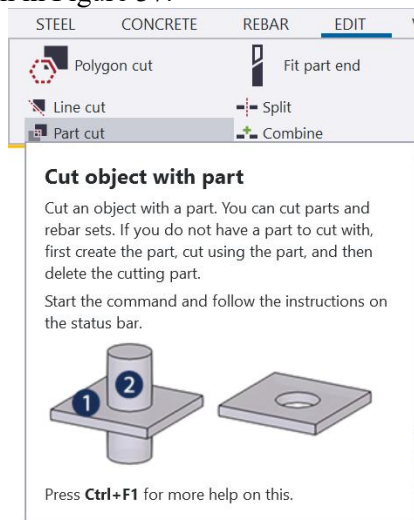 in Figure 57.
STEEL CONCRETE REBAR EDIT
Polygon cut Fit part end
Line cut Split
Part cut Combine
Cut object with part
Cut an object with a part. You can cut parts and
rebar sets. If you do not have a part to cut with,
first create the part, cut using the part, and then
delete the cutting part.
Start the command and follow the instructions on
the status bar.
1 2
Press Ctrl+F1 for more help on this.